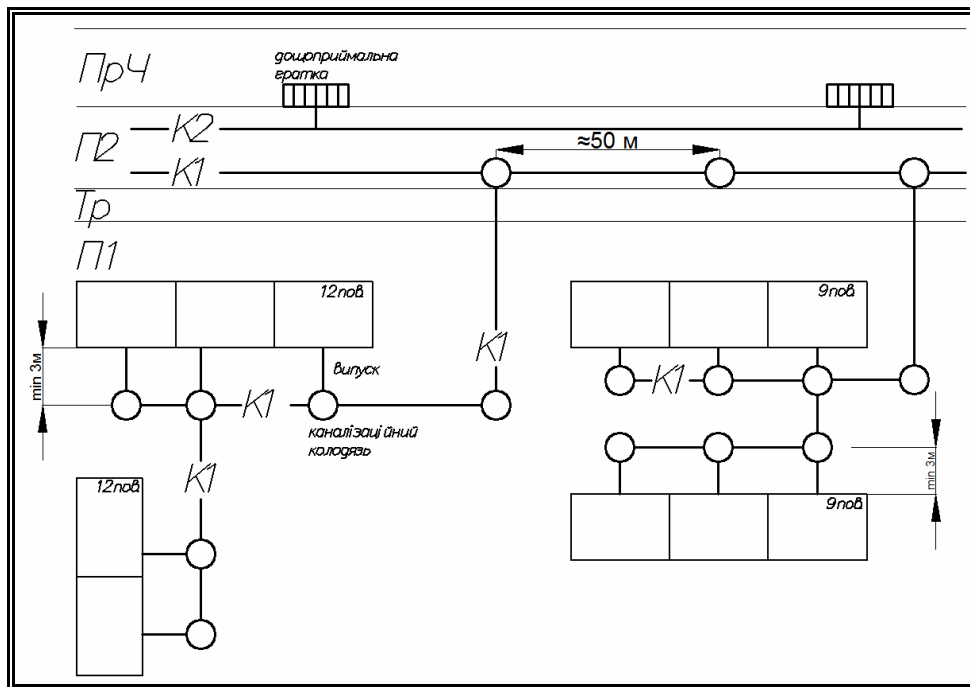 ПрЧ
дощоприймальна
гратка
П2
К2
≈50 м
К1
Тр
П1
12пов.
9пов.
min 3м
випуск
К1
К1
К1
каналізаційний
колодязь
К1
min 3м
12пов.
9пов.